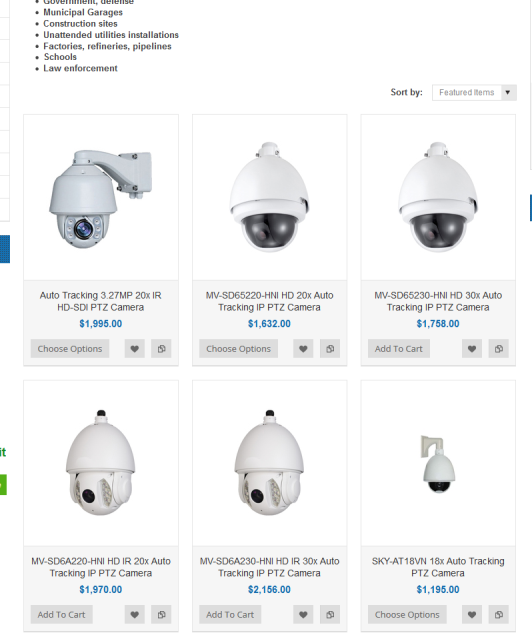 Government, defense
Municipal Garages
Construction sites
Unattended utilities installations
Factories, refineries, pipelines
Schools
Law enforcement
Sort by: Featured Items
Auto Tracking 3.27MP 20x IR
HD-SDI PTZ Camera
$1,995.00
Choose Options
MV-SD65220-HNI HD 20x Auto
Tracking IP PTZ Camera
$1,632.00
Choose Options
MV-SD65230-HNI HD 30x Auto
Tracking IP PTZ Camera
$1,758.00
Add To Cart
MV-SD6A220-HNI HD IR 20x Auto
Tracking IP PTZ Camera
$1,970.00
Add To Cart
MV-SD6A230-HNI HD IR 30x Auto
Tracking IP PTZ Camera
$2,156.00
Add To Cart
SKY-AT18VN 18x Auto Tracking
PTZ Camera
$1,195.00
Choose Options